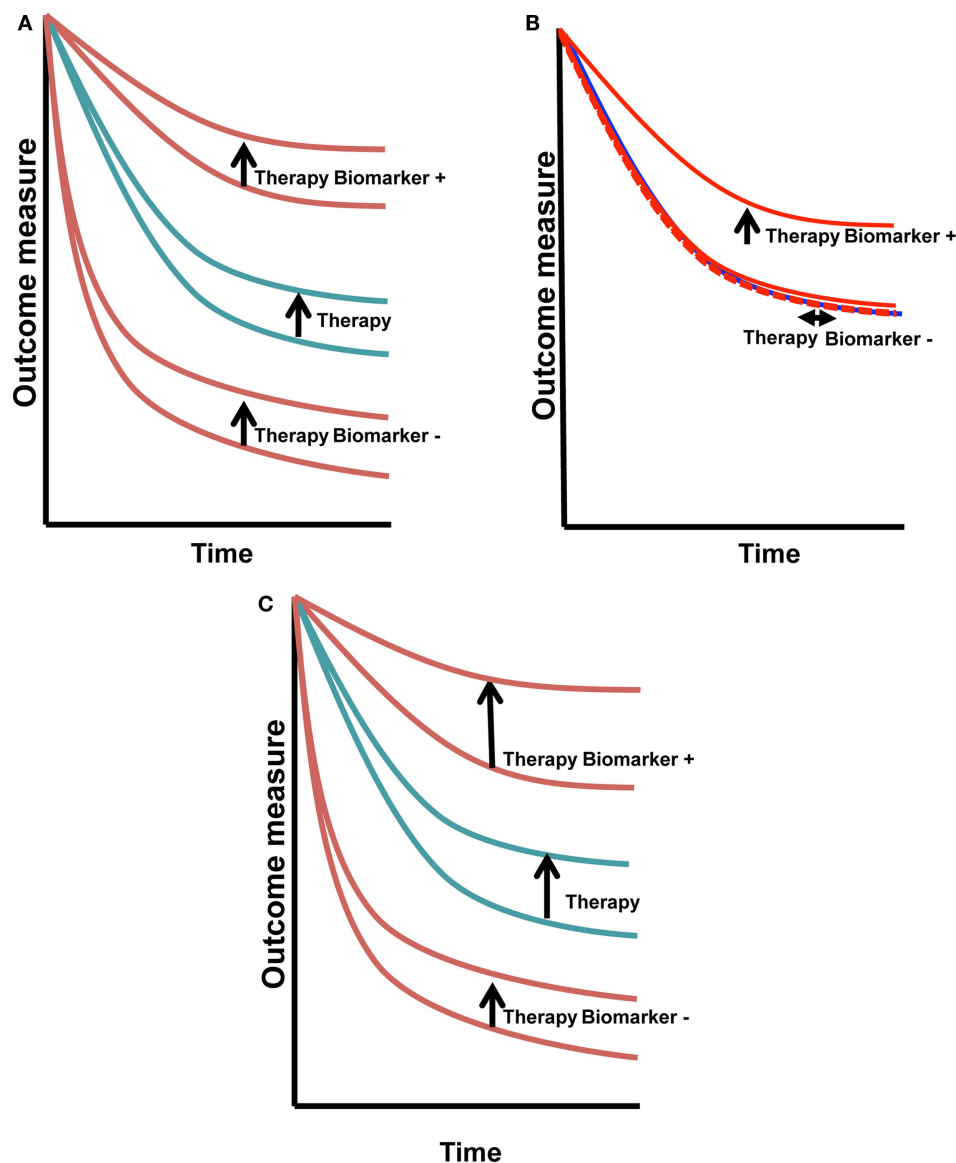 A
Outcome measure
Therapy Biomarker +
Therapy
Therapy Biomarker -
Time
B
Outcome measure
Therapy Biomarker +
Therapy Biomarker -
Time
C
Outcome measure
Therapy Biomarker +
Therapy
Therapy Biomarker -
Time